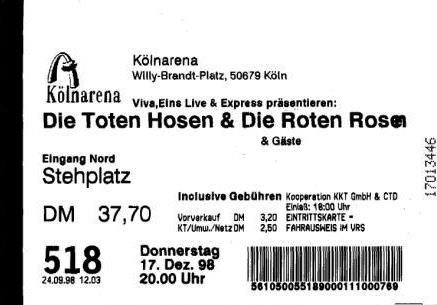 Kölnarena
Willy-Brandt-Platz, 50679 Köln
Kölnarena
Viva,Eins Live & Express präsentieren:
Die Toten Hosen & Die Roten Rosen
& Gäste
Eingang Nord
Stehplatz
Inclusive Gebühren Kooperation KKT GmbH & CTD
Einlaß: 18:00 Uhr
DM 37,70
Vorverkauf DM 3,20 EINTRITTSKARTE =
KT/Umw./Netz DM 2,50 FAHRAUSWEIS IM VRS
518
24.09.98 12.03
Donnerstag
17. Dez. 98
20.00 Uhr
561050055189000111000769
17013446